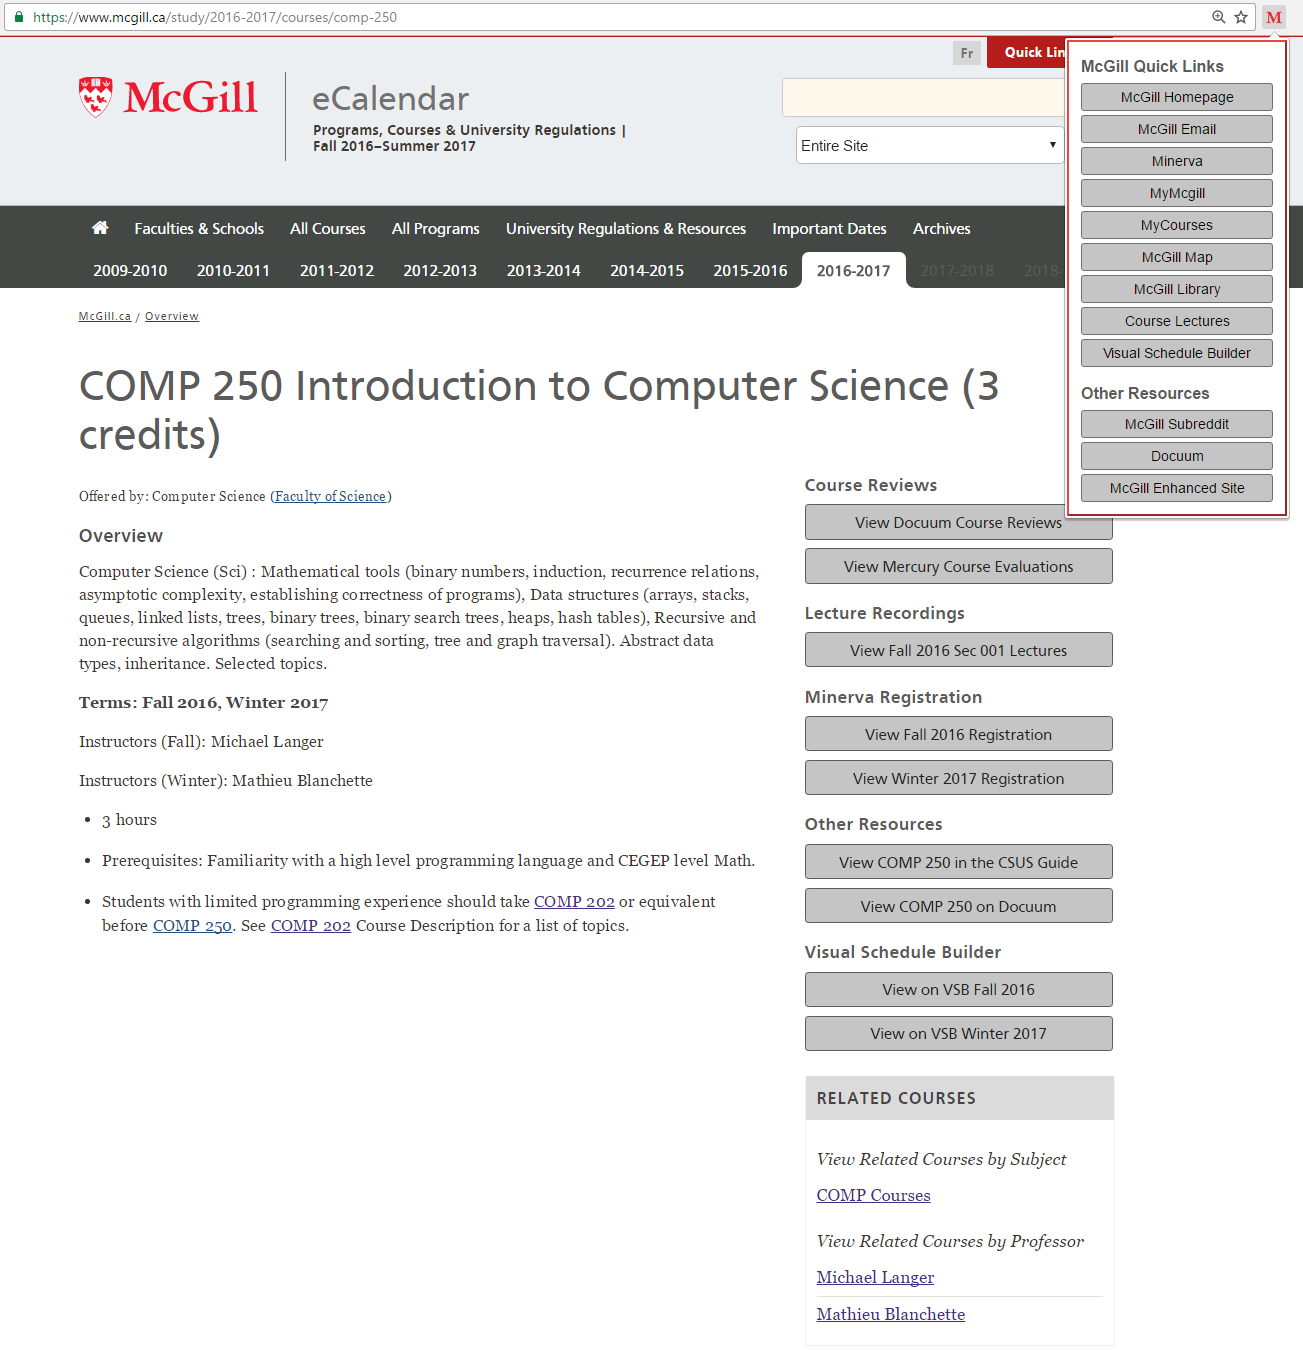 https://www.mcgill.ca/study/2016-2017/courses/comp-250
M
Fr
Quick Lin
McGill
eCalendar
Programs, Courses & University Regulations |
Fall 2016–Summer 2017
Entire Site
McGill Quick Links
McGill Homepage
McGill Email
Minerva
MyMcgill
MyCourses
McGill Map
McGill Library
Course Lectures
Visual Schedule Builder
Other Resources
McGill Subreddit
Docuum
McGill Enhanced Site
Faculties & Schools All Courses All Programs University Regulations & Resources Important Dates Archives
2009-2010 2010-2011 2011-2012 2012-2013 2013-2014 2014-2015 2015-2016 2016-2017 2017-2018 2018-
McGill.ca / Overview
COMP 250 Introduction to Computer Science (3
credits)
Offered by: Computer Science (Faculty of Science)
Overview
Computer Science (Sci) : Mathematical tools (binary numbers, induction, recurrence relations,
asymptotic complexity, establishing correctness of programs), Data structures (arrays, stacks,
queues, linked lists, trees, binary trees, binary search trees, heaps, hash tables), Recursive and
non-recursive algorithms (searching and sorting, tree and graph traversal). Abstract data
types, inheritance. Selected topics.
Terms: Fall 2016, Winter 2017
Instructors (Fall): Michael Langer
Instructors (Winter): Mathieu Blanchette
• 3 hours
• Prerequisites: Familiarity with a high level programming language and CEGEP level Math.
• Students with limited programming experience should take COMP 202 or equivalent
before COMP 250. See COMP 202 Course Description for a list of topics.
Course Reviews
View Docuum Course Reviews
View Mercury Course Evaluations
Lecture Recordings
View Fall 2016 Sec 001 Lectures
Minerva Registration
View Fall 2016 Registration
View Winter 2017 Registration
Other Resources
View COMP 250 in the CSUS Guide
View COMP 250 on Docuum
Visual Schedule Builder
View on VSB Fall 2016
View on VSB Winter 2017
RELATED COURSES
View Related Courses by Subject
COMP Courses
View Related Courses by Professor
Michael Langer
Mathieu Blanchette